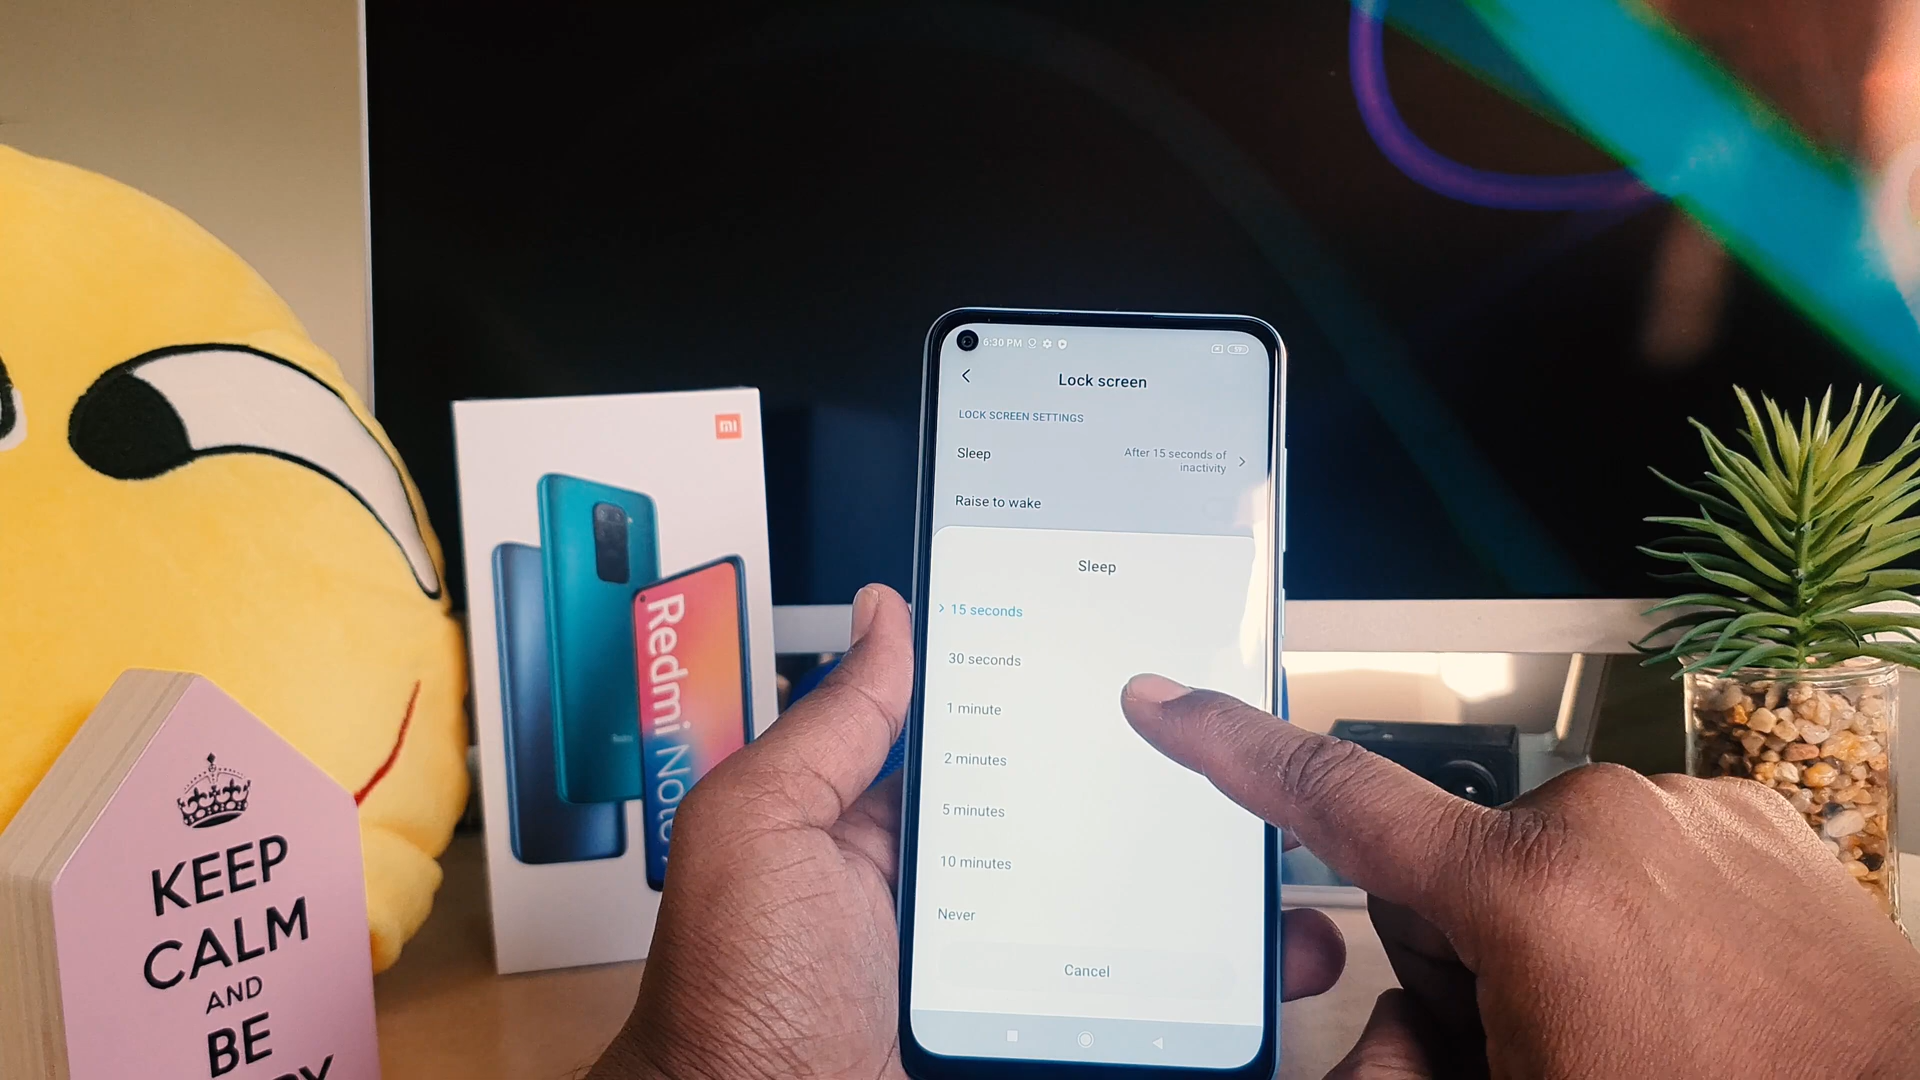 6:30 PM
Lock screen
LOCK SCREEN SETTINGS
Sleep
After 15 seconds of
inactivity
Raise to wake
Sleep
15 seconds
30 seconds
1 minute
2 minutes
5 minutes
10 minutes
Never
Cancel
mi
Redmi Note
KEEP
CALM
AND
BE